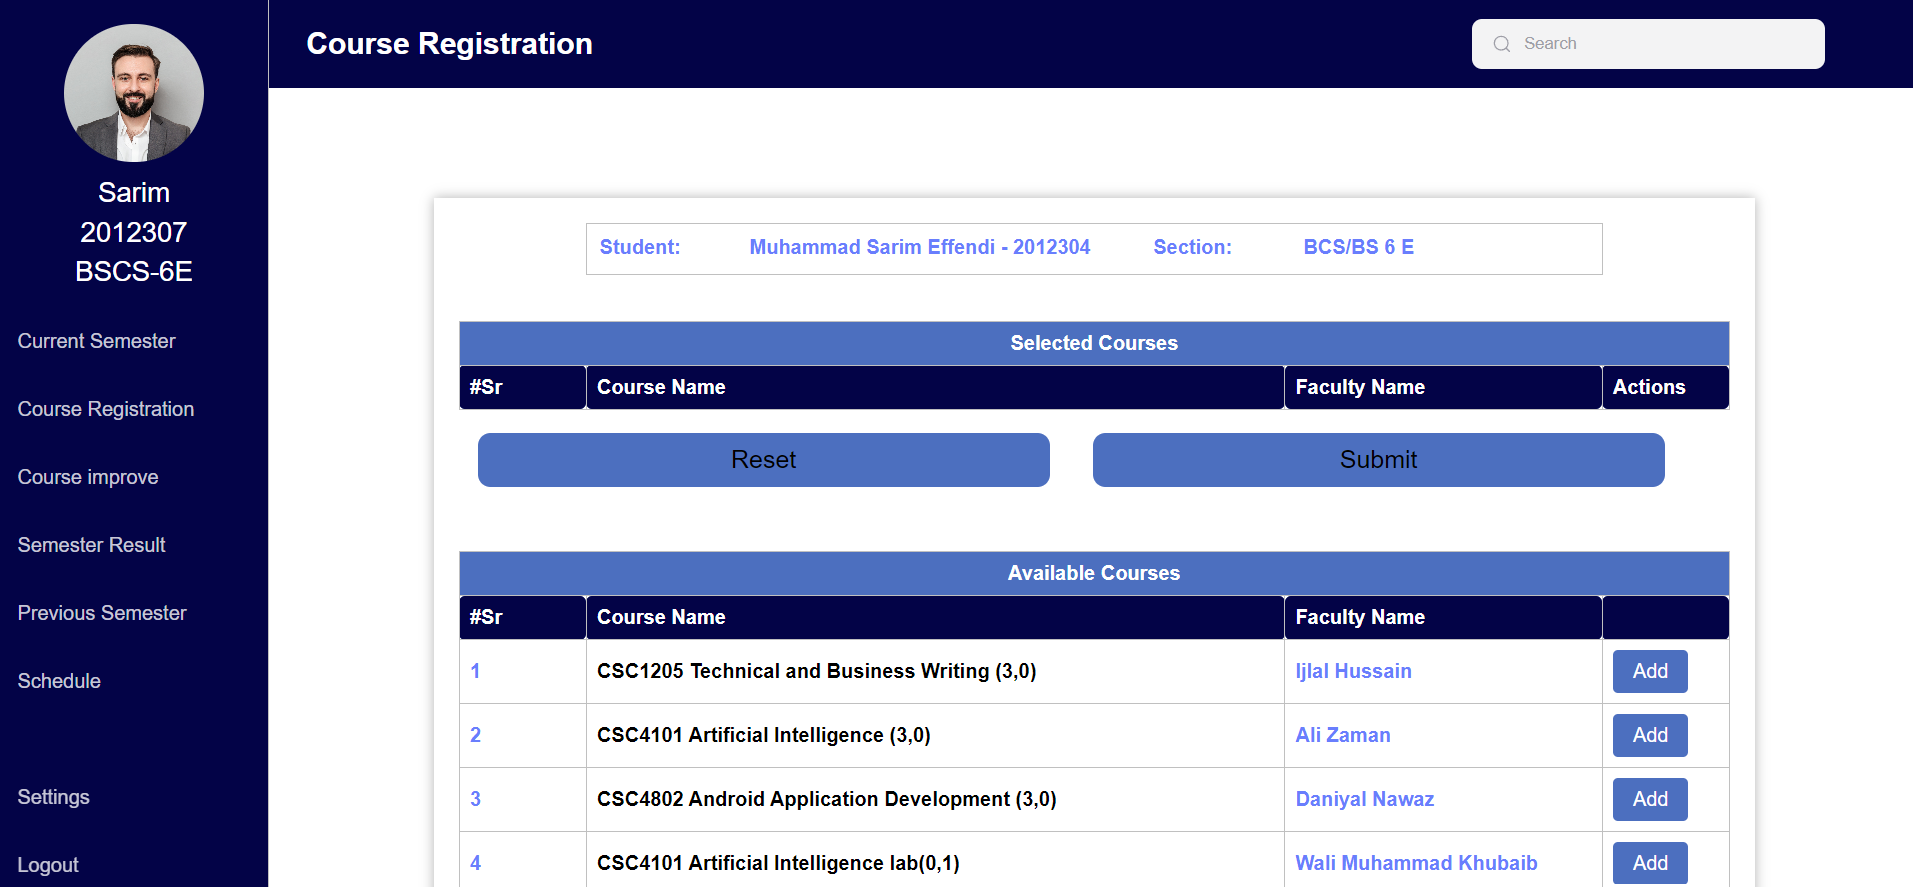 Sarim
2012307
BSCS-6E
Current Semester
Course Registration
Course improve
Semester Result
Previous Semester
Schedule
Settings
Logout
Course Registration
Search
Student: Muhammad Sarim Effendi - 2012304 Section: BCS/BS 6 E
Selected Courses
#Sr Course Name Faculty Name Actions
Reset Submit
Available Courses
#Sr Course Name Faculty Name
1 CSC1205 Technical and Business Writing (3,0) Ijlal Hussain Add
2 CSC4101 Artificial Intelligence (3,0) Ali Zaman Add
3 CSC4802 Android Application Development (3,0) Daniyal Nawaz Add
4 CSC4101 Artificial Intelligence lab(0,1) Wali Muhammad Khubaib Add